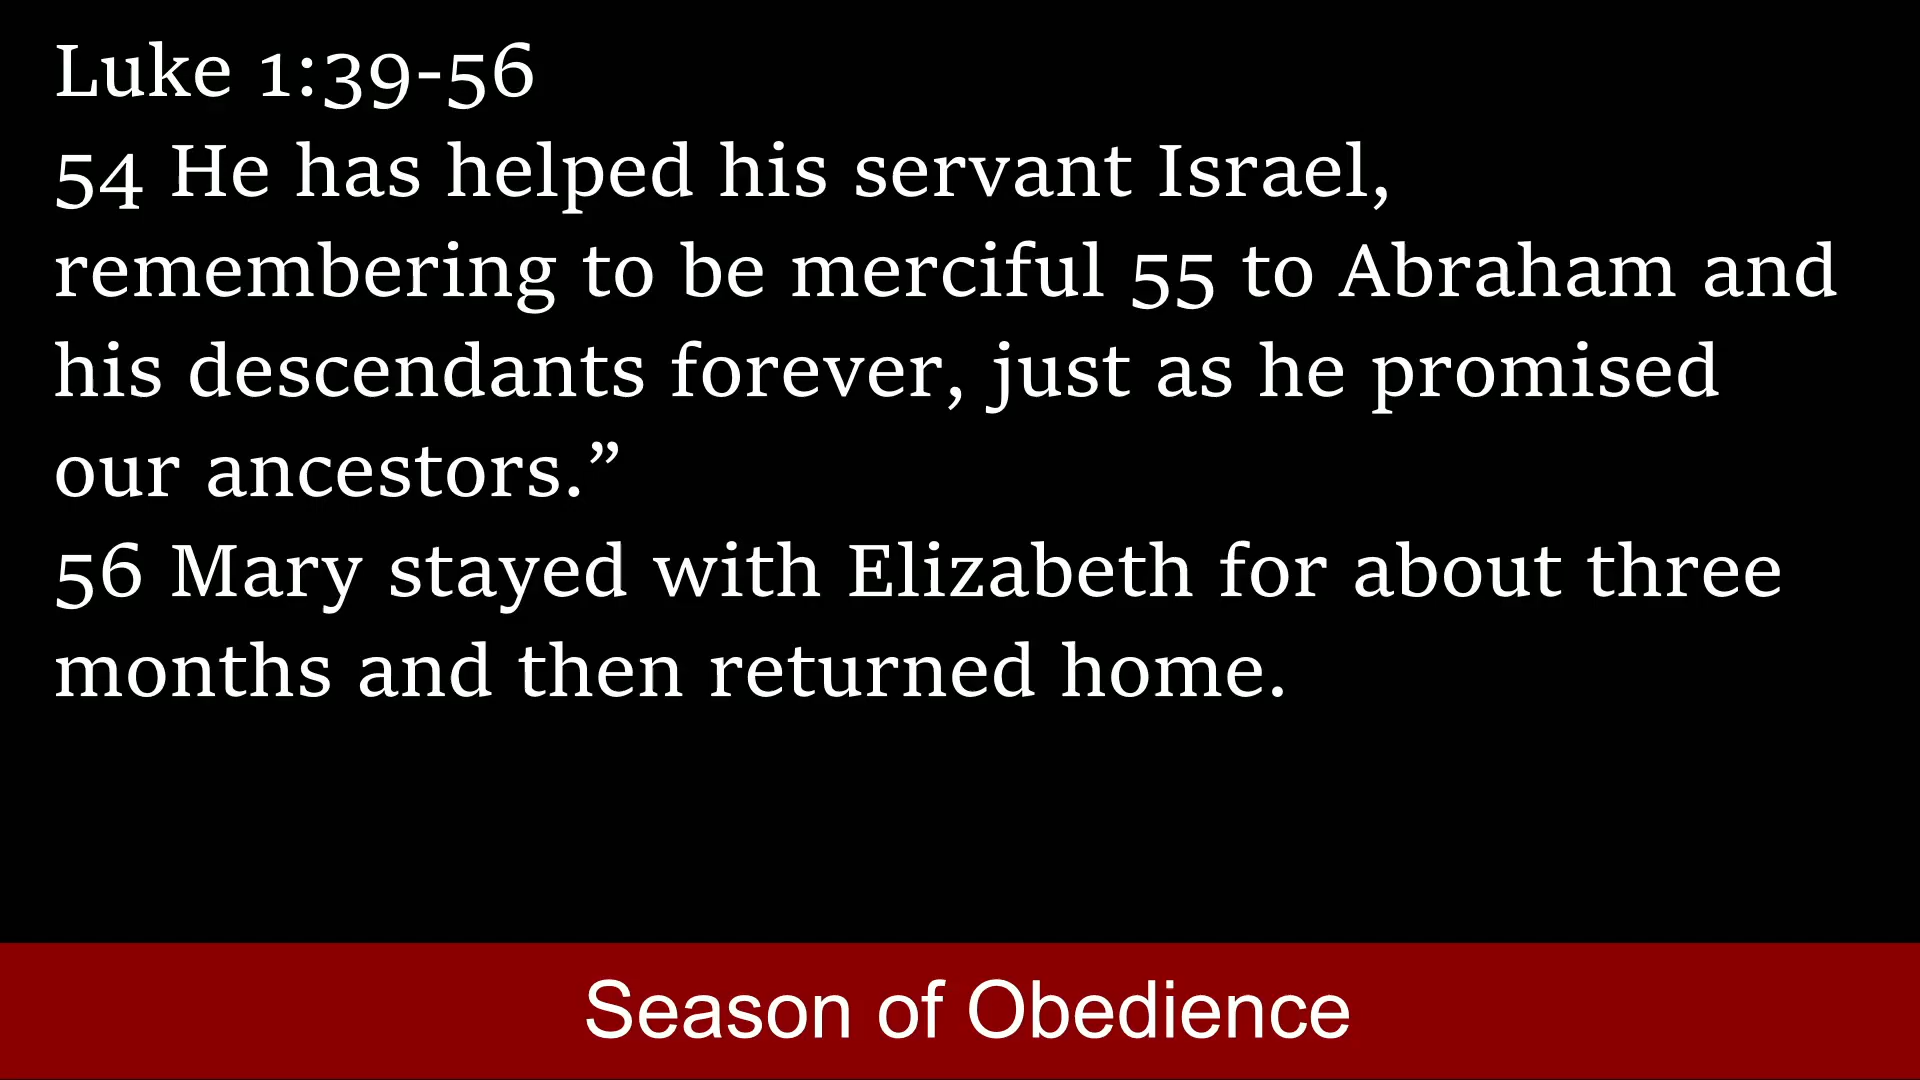 Luke 1:39-56
54 He has helped his servant Israel,
remembering to be merciful 55 to Abraham and
his descendants forever, just as he promised
our ancestors.”
56 Mary stayed with Elizabeth for about three
months and then returned home.
Season of Obedience